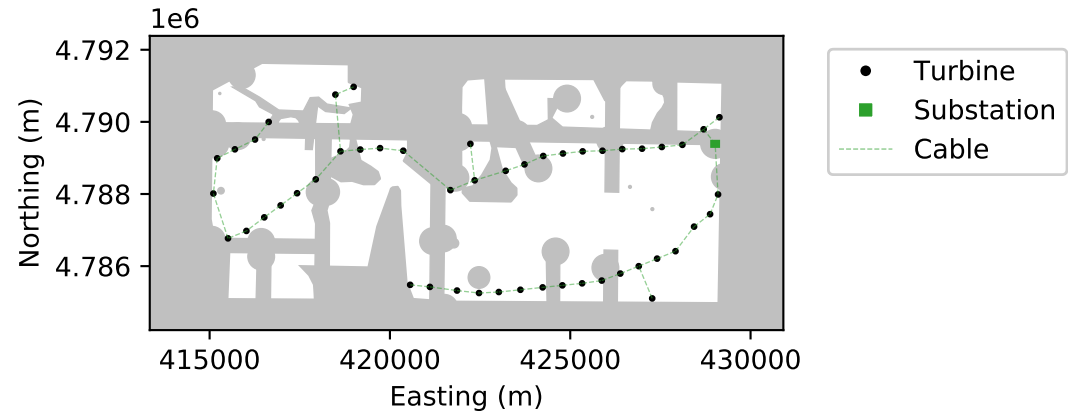 1e6
4.792
4.790
4.788
4.786
Northing (m)
415000 420000 425000 430000
Easting (m)
Turbine
Substation
Cable